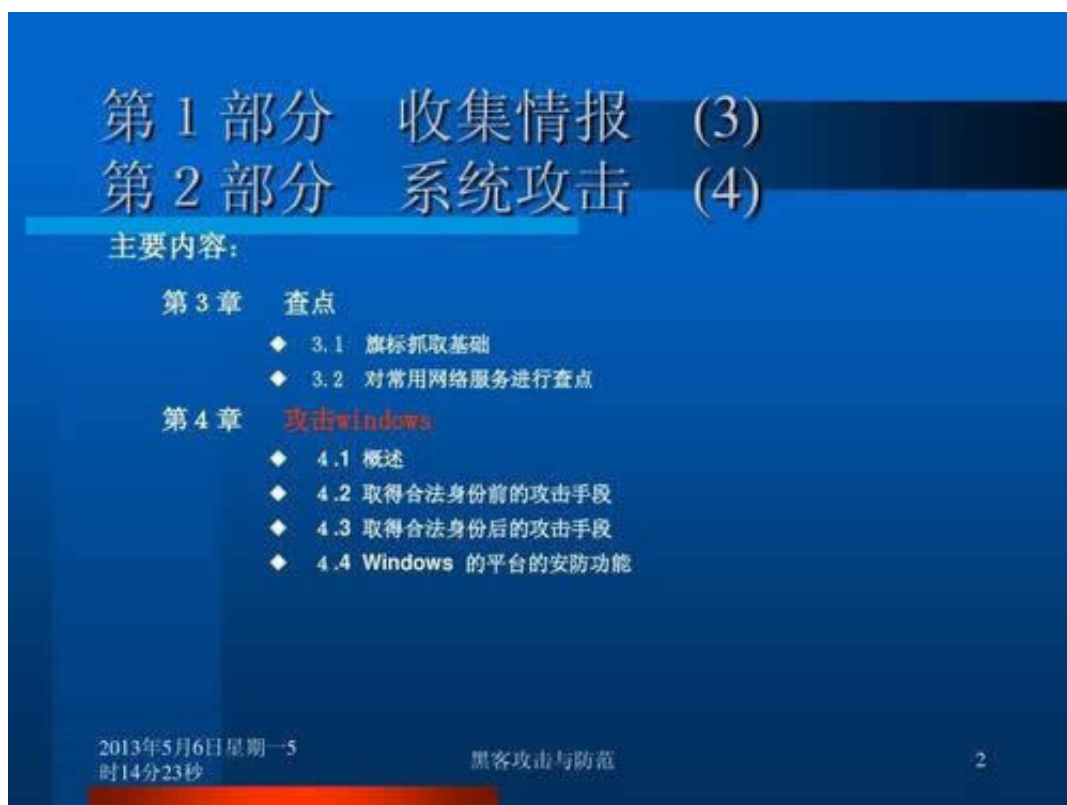 第 1 部分 收集情报 (3)
第 2 部分 系统攻击 (4)
主要内容：
第 3 章 查点
◆ 3.1 旗标抓取基础
◆ 3.2 对常用网络服务进行查点
第 4 章 攻击windows
◆ 4.1 概述
◆ 4.2 取得合法身份前的攻击手段
◆ 4.3 取得合法身份后的攻击手段
◆ 4.4 Windows 的平台的安防功能
2013年5月6日星期一5
时14分23秒
黑客攻击与防范
2